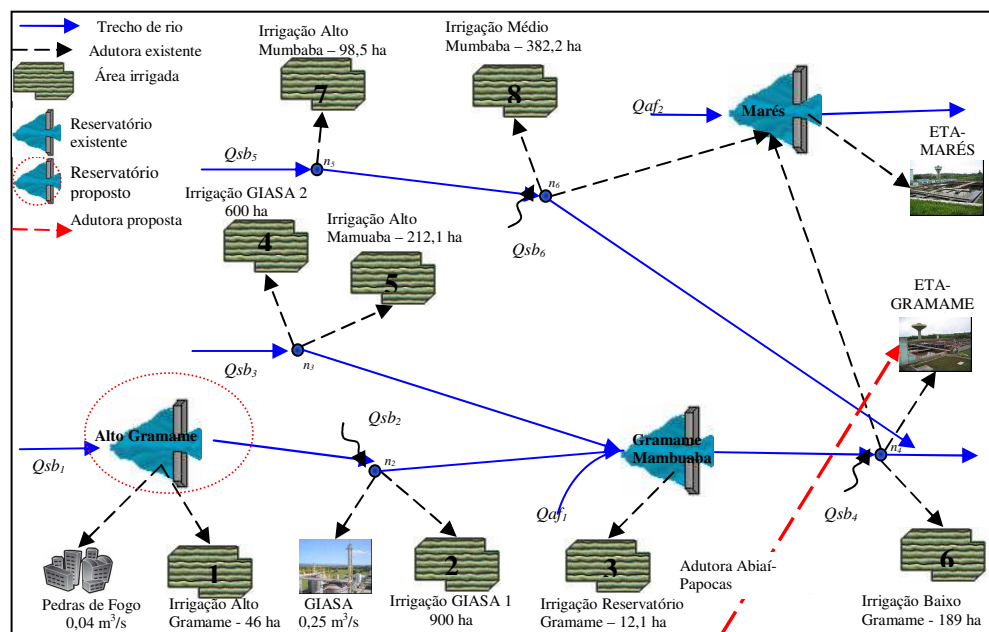 Trecho de rio
Adutora existente
Área irrigada
Reservatório
existente
Reservatório
proposto
Adutora proposta
Irrigação Alto
Mumbaba – 98,5 ha
7
Irrigação Médio
Mumbaba – 382,2 ha
8
Qaf2
Marés
ETA-
MARÉS
Qsb5
n5
n6
Qsb6
Irrigação GIASA 2
600 ha
4
Irrigação Alto
Mamuaba – 212,1 ha
5
Qsb3
n3
ETA-
GRAMAME
Alto Gramame
Qsb1
Qsb2
n2
Gramame
Mambuaba
Qaf1
n4
Qsb4
Pedras de Fogo
0,04 m³/s
1
Irrigação Alto
Gramame - 46 ha
GIASA
0,25 m³/s
2
Irrigação GIASA 1
900 ha
3
Irrigação Reservatório
Gramame – 12,1 ha
Adutora Abiaí-
Papocas
6
Irrigação Baixo
Gramame - 189 ha